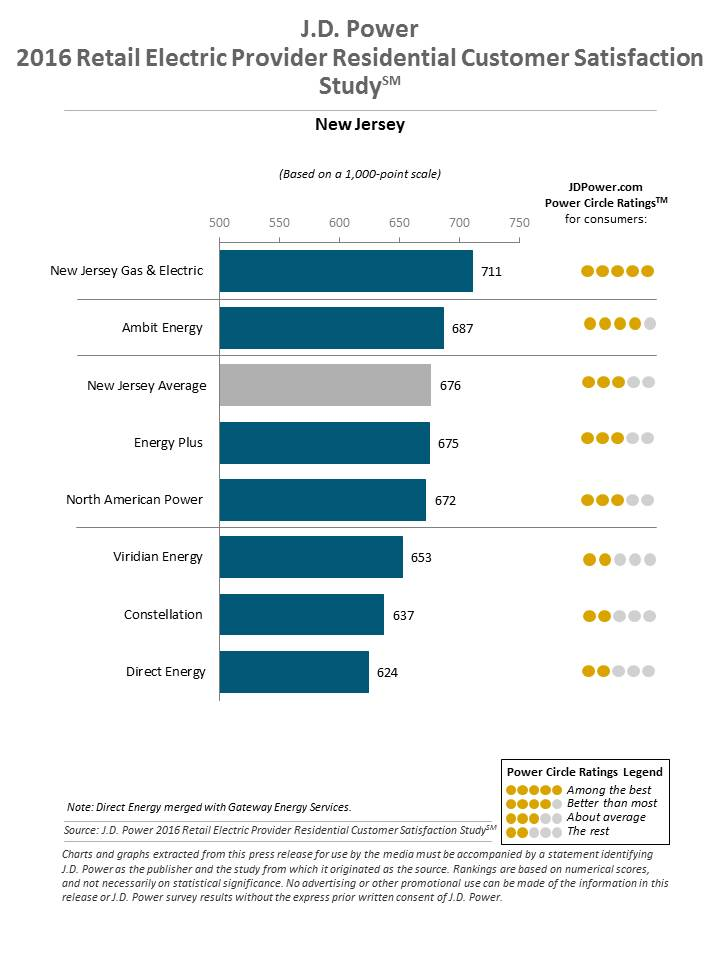 J.D. Power
2016 Retail Electric Provider Residential Customer Satisfaction
StudySM
New Jersey
(Based on a 1,000-point scale)
JDPower.com
Power Circle RatingsTM
for consumers:
500 550 600 650 700 750
New Jersey Gas & Electric 711
Ambit Energy 687
New Jersey Average 676
Energy Plus 675
North American Power 672
Viridian Energy 653
Constellation 637
Direct Energy 624
Power Circle Ratings Legend
Among the best
Better than most
About average
The rest
Note: Direct Energy merged with Gateway Energy Services.
Source: J.D. Power 2016 Retail Electric Provider Residential Customer Satisfaction StudySM
Charts and graphs extracted from this press release for use by the media must be accompanied by a statement identifying
J.D. Power as the publisher and the study from which it originated as the source. Rankings are based on numerical scores,
and not necessarily on statistical significance. No advertising or other promotional use can be made of the information in this
release or J.D. Power survey results without the express prior written consent of J.D. Power.